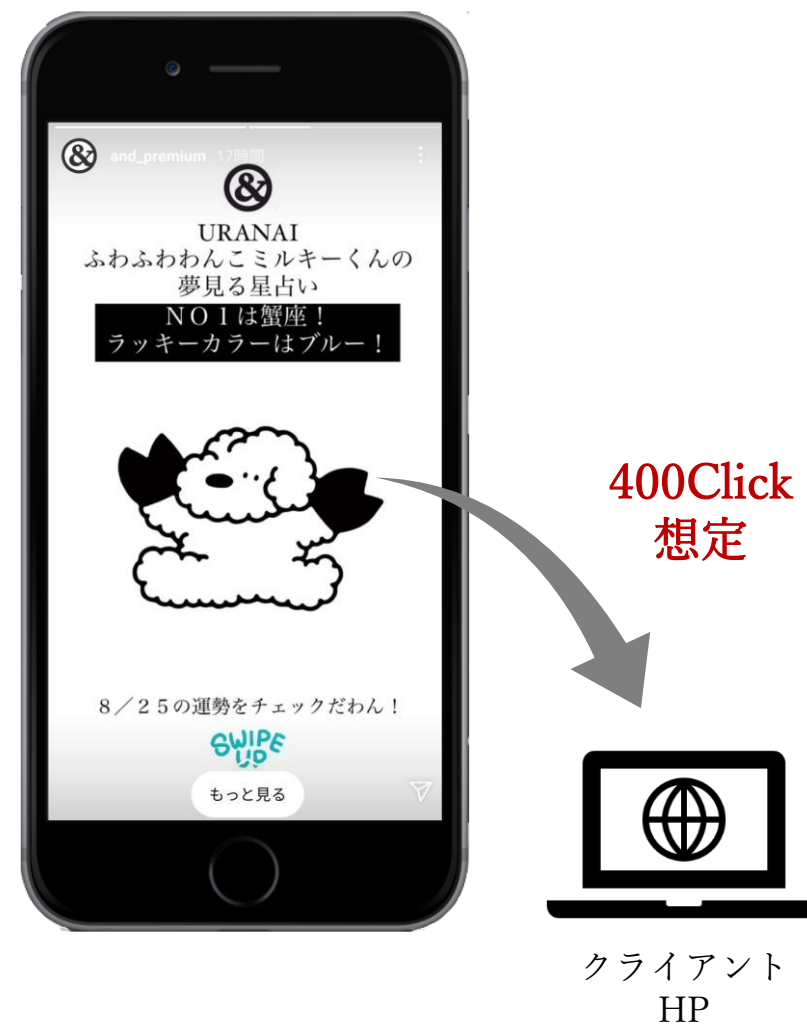 &
and_premium 17時間
&
URANAI
ふわふわわんこミルキーくんの
夢見る星占い
ＮＯ１は蟹座！
ラッキーカラーはブルー！
400Click
想定
８／２５の運勢をチェックだわん！
SWIPE
UP
もっと見る
クライアント
HP